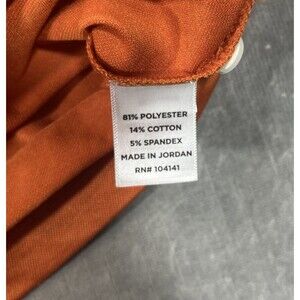 81% POLYESTER
14% COTTON
5% SPANDEX
MADE IN JORDAN
RN# 104141